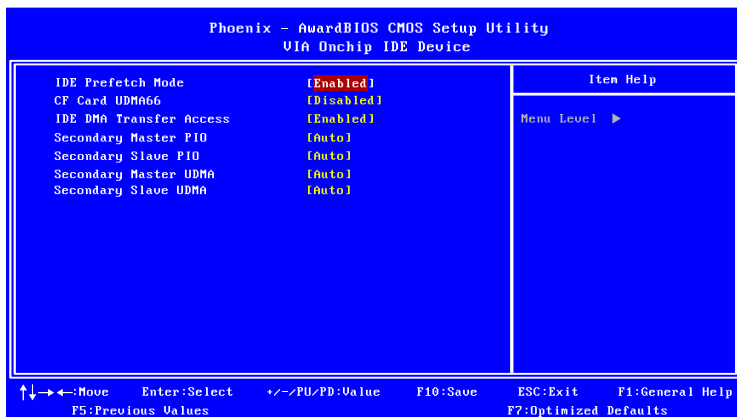 Phoenix - AwardBIOS CMOS Setup Utility
VIA Onchip IDE Device
IDE Prefetch Mode [Enabled]
CF Card UDMA66 [Disabled]
IDE DMA Transfer Access [Enabled]
Secondary Master PIO [Auto]
Secondary Slave PIO [Auto]
Secondary Master UDMA [Auto]
Secondary Slave UDMA [Auto]
Item Help
Menu Level ▶
↑↓→←:Move Enter:Select +/-/PU/PD:Value F10:Save ESC:Exit F1:General Help
F5:Previous Values F7:Optimized Defaults